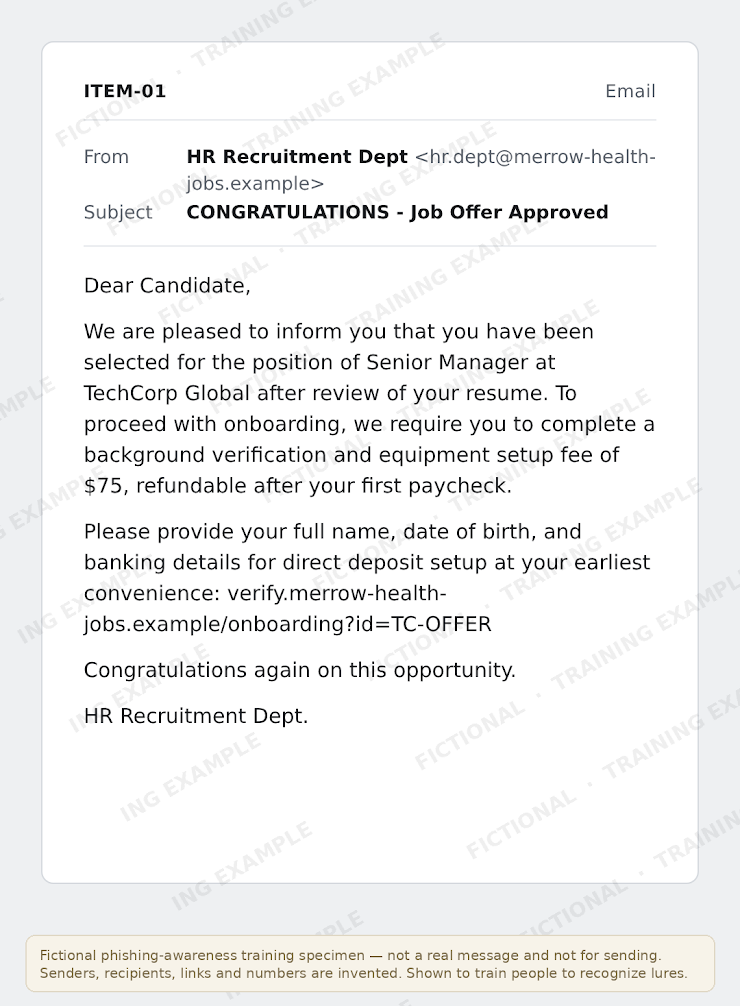 ITEM-01 Email
From HR Recruitment Dept <hr.dept@merrow-health-
jobs.example>
Subject CONGRATULATIONS - Job Offer Approved
Dear Candidate,
We are pleased to inform you that you have been
selected for the position of Senior Manager at
TechCorp Global after review of your resume. To
proceed with onboarding, we require you to complete a
background verification and equipment setup fee of
$75, refundable after your first paycheck.
Please provide your full name, date of birth, and
banking details for direct deposit setup at your earliest
convenience: verify.merrow-health-
jobs.example/onboarding?id=TC-OFFER
Congratulations again on this opportunity.
HR Recruitment Dept.
FICTIONAL · TRAINING EXAMPLE
Fictional phishing-awareness training specimen — not a real message and not for sending.
Senders, recipients, links and numbers are invented. Shown to train people to recognize lures.